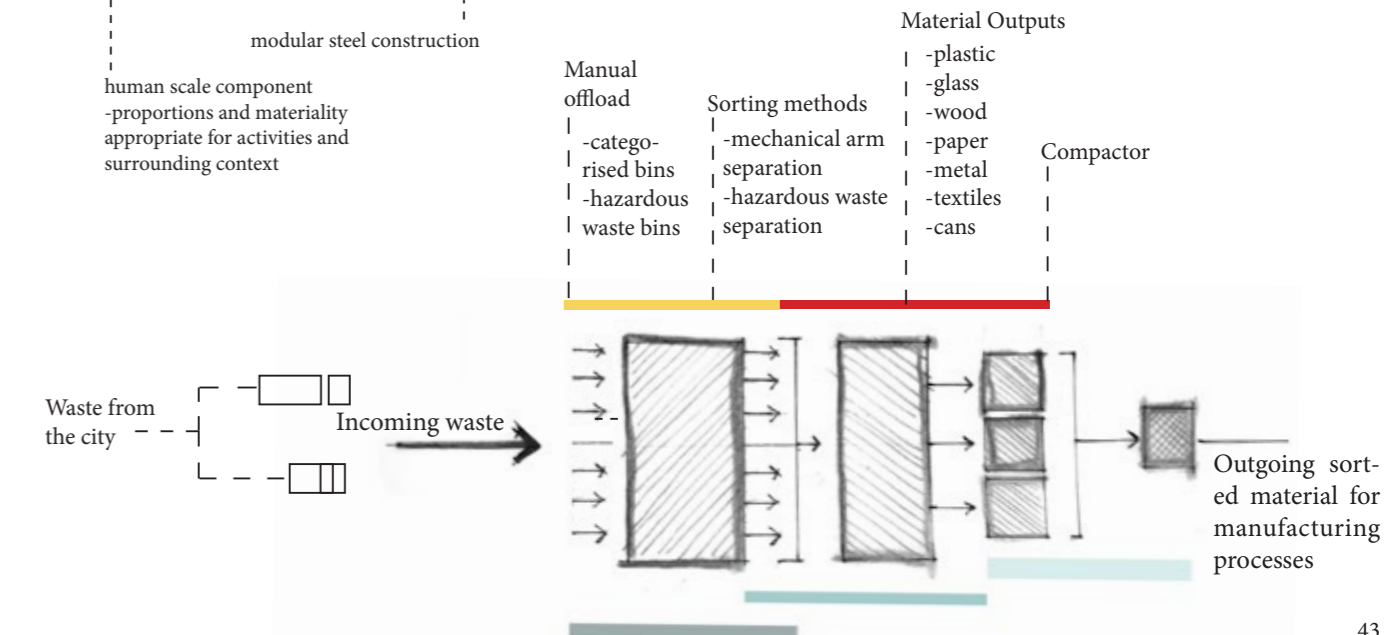 modular steel construction
human scale component
-proportions and materiality
appropriate for activities and
surrounding context
Manual
offload
-catego-
rised bins
-hazardous
waste bins
Sorting methods
-mechanical arm
separation
-hazardous waste
separation
Material Outputs
-plastic
-glass
-wood
-paper
-metal
-textiles
-cans
Compactor
Waste from
the city
Incoming waste
Outgoing sort-
ed material for
manufacturing
processes
43